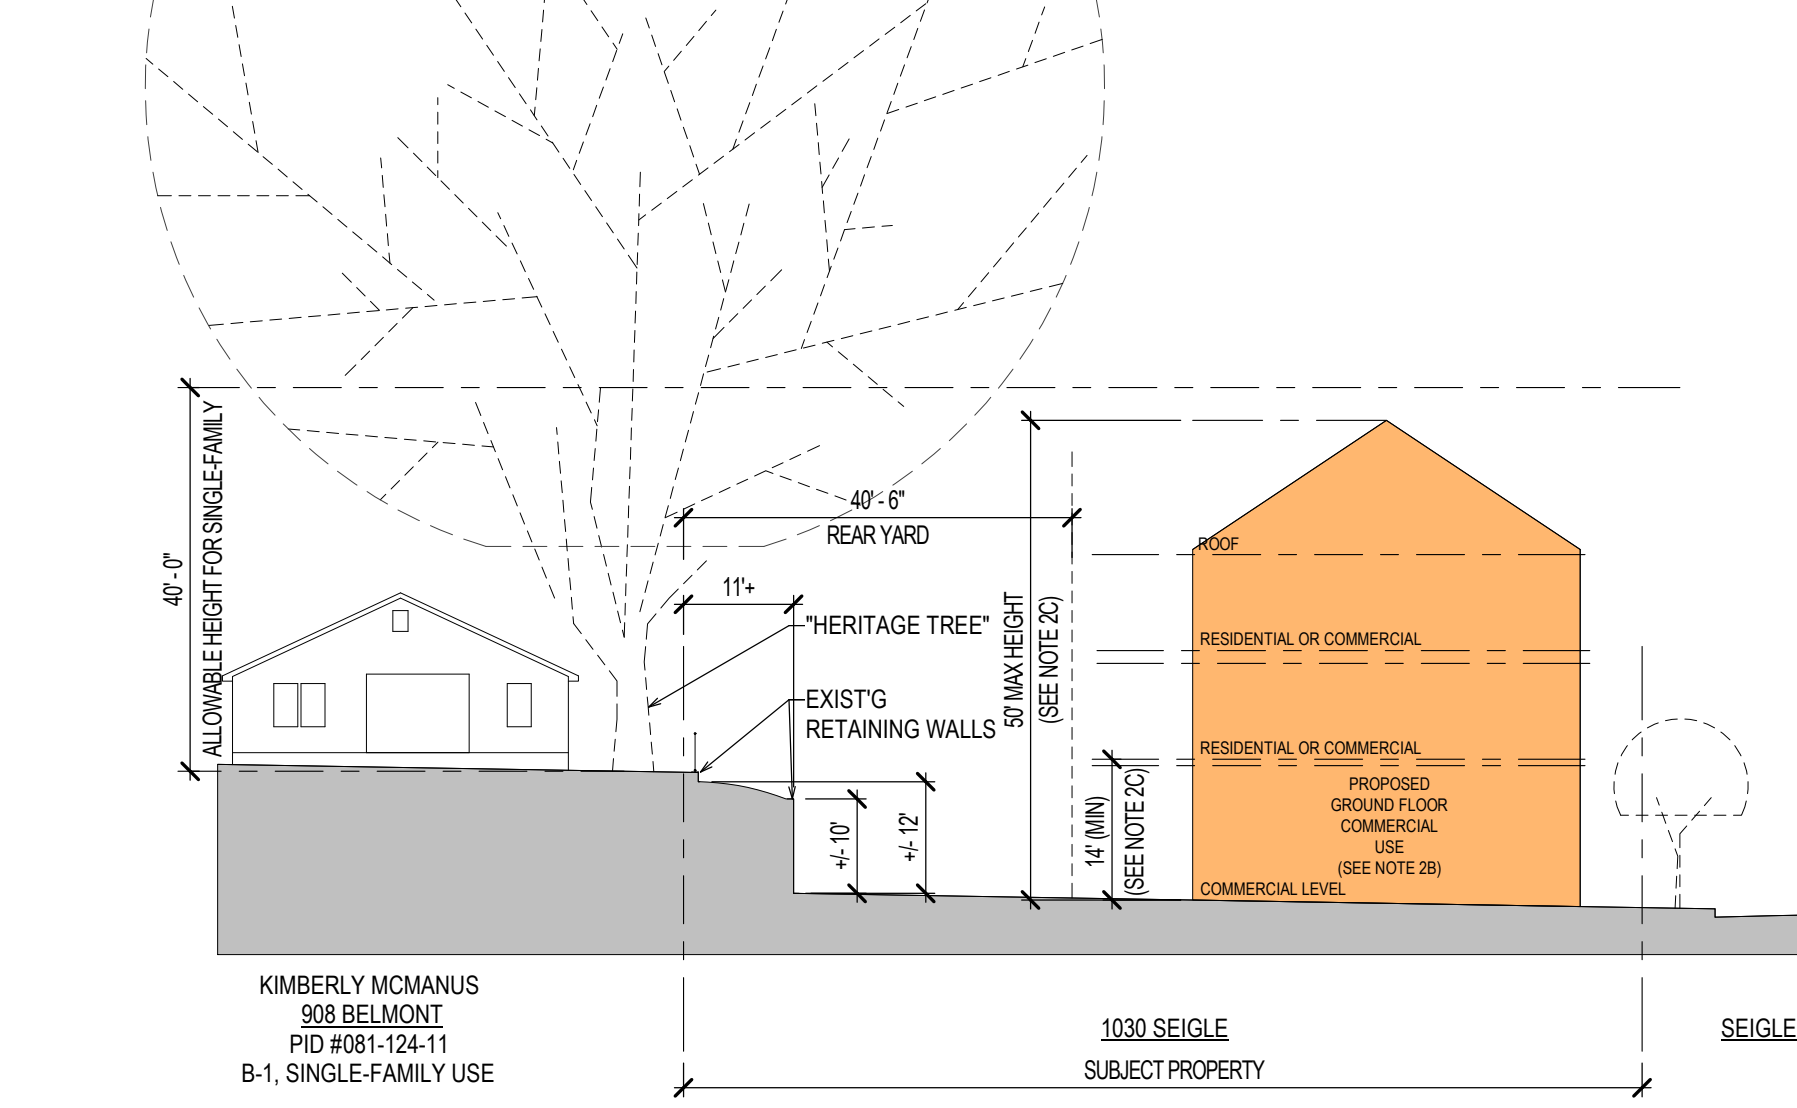 40' - 0"
ALLOWABLE HEIGHT FOR SINGLE-FAMILY
40' - 6"
REAR YARD
11'+
"HERITAGE TREE"
EXIST'G
RETAINING WALLS
+/- 10'
+/- 12'
50' MAX HEIGHT
(SEE NOTE 2C)
14' (MIN)
(SEE NOTE 2C)
ROOF
RESIDENTIAL OR COMMERCIAL
RESIDENTIAL OR COMMERCIAL
PROPOSED
GROUND FLOOR
COMMERCIAL
USE
(SEE NOTE 2B)
COMMERCIAL LEVEL
KIMBERLY MCMANUS
908 BELMONT
PID #081-124-11
B-1, SINGLE-FAMILY USE
1030 SEIGLE
SUBJECT PROPERTY
SEIGLE